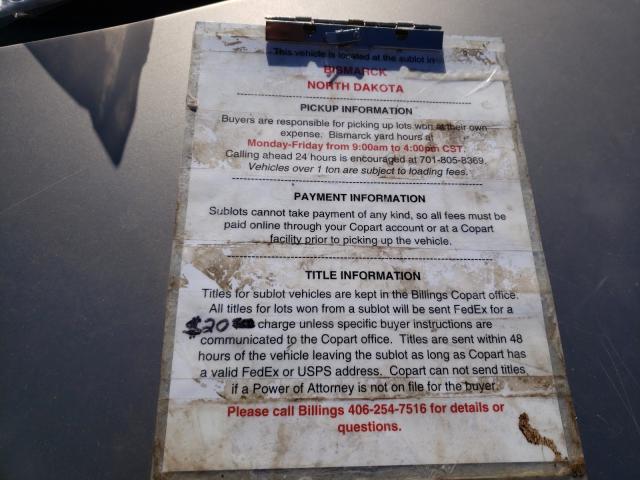 This vehicle is located at the sublot in
BISMARCK
NORTH DAKOTA
PICKUP INFORMATION
Buyers are responsible for picking up lots won at their own
expense. Bismarck yard hours are
Monday-Friday from 9:00am to 4:00pm CST.
Calling ahead 24 hours is encouraged at 701-805-8369.
Vehicles over 1 ton are subject to loading fees.
PAYMENT INFORMATION
Sublots cannot take payment of any kind, so all fees must be
paid online through your Copart account or at a Copart
facility prior to picking up the vehicle.
TITLE INFORMATION
Titles for sublot vehicles are kept in the Billings Copart office.
All titles for lots won from a sublot will be sent FedEx for a
$20 charge unless specific buyer instructions are
communicated to the Copart office. Titles are sent within 48
hours of the vehicle leaving the sublot as long as Copart has
a valid FedEx or USPS address. Copart can not send titles
if a Power of Attorney is not on file for the buyer.
Please call Billings 406-254-7516 for details or
questions.